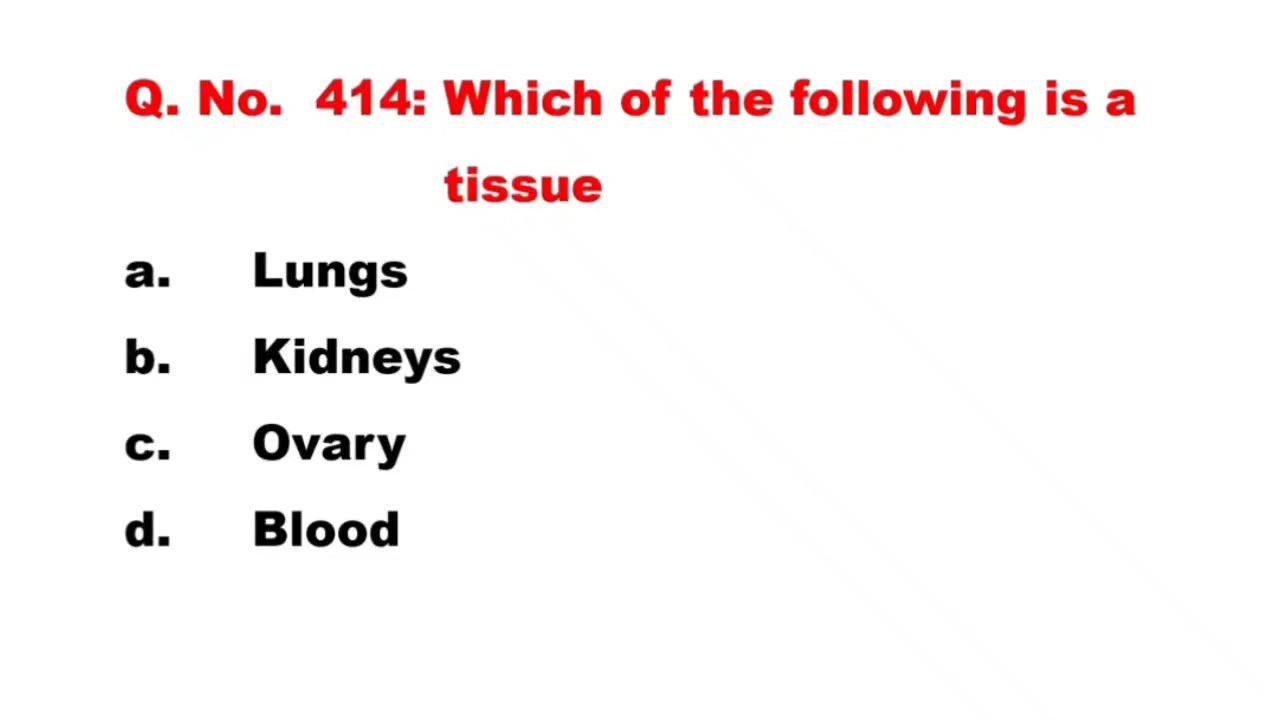 Q. No. 414: Which of the following is a
tissue
a. Lungs
b. Kidneys
c. Ovary
d. Blood